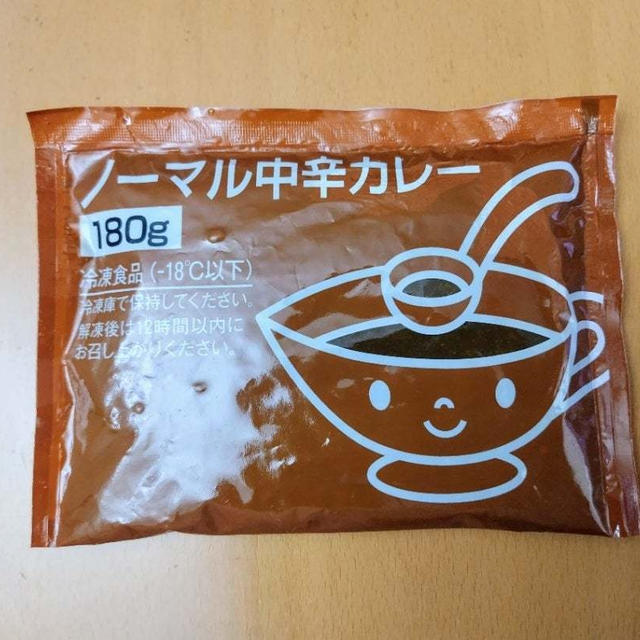 ノーマル中辛カレー
180g
冷凍食品(-18℃以下)
冷凍庫で保持してください。
解凍後は12時間以内に
お召し上がりください。